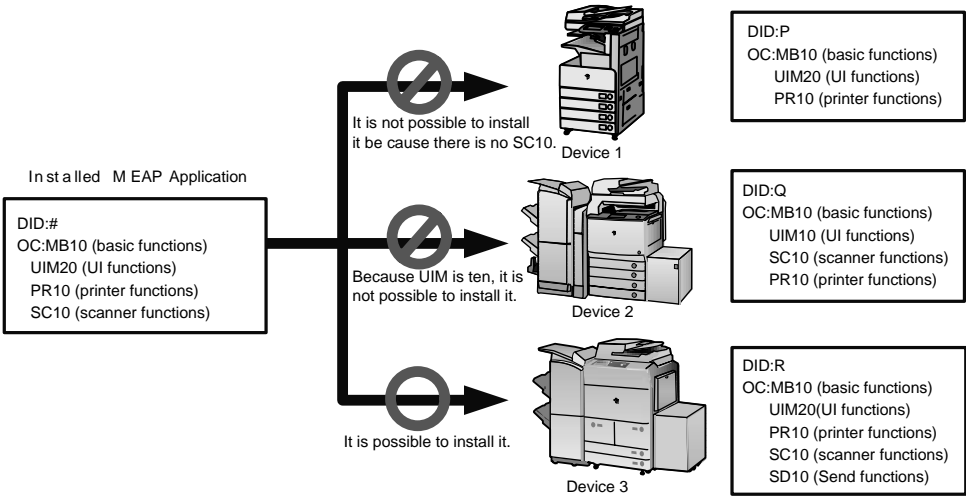 Installed MEAP Application
DID:#
OC:MB10 (basic functions)
UIM20 (UI functions)
PR10 (printer functions)
SC10 (scanner functions)
It is not possible to install
it be cause there is no SC10.
Device 1
DID:P
OC:MB10 (basic functions)
UIM20 (UI functions)
PR10 (printer functions)
Because UIM is ten, it is
not possible to install it.
Device 2
DID:Q
OC:MB10 (basic functions)
UIM10 (UI functions)
SC10 (scanner functions)
PR10 (printer functions)
It is possible to install it.
Device 3
DID:R
OC:MB10 (basic functions)
UIM20(UI functions)
PR10 (printer functions)
SC10 (scanner functions)
SD10 (Send functions)